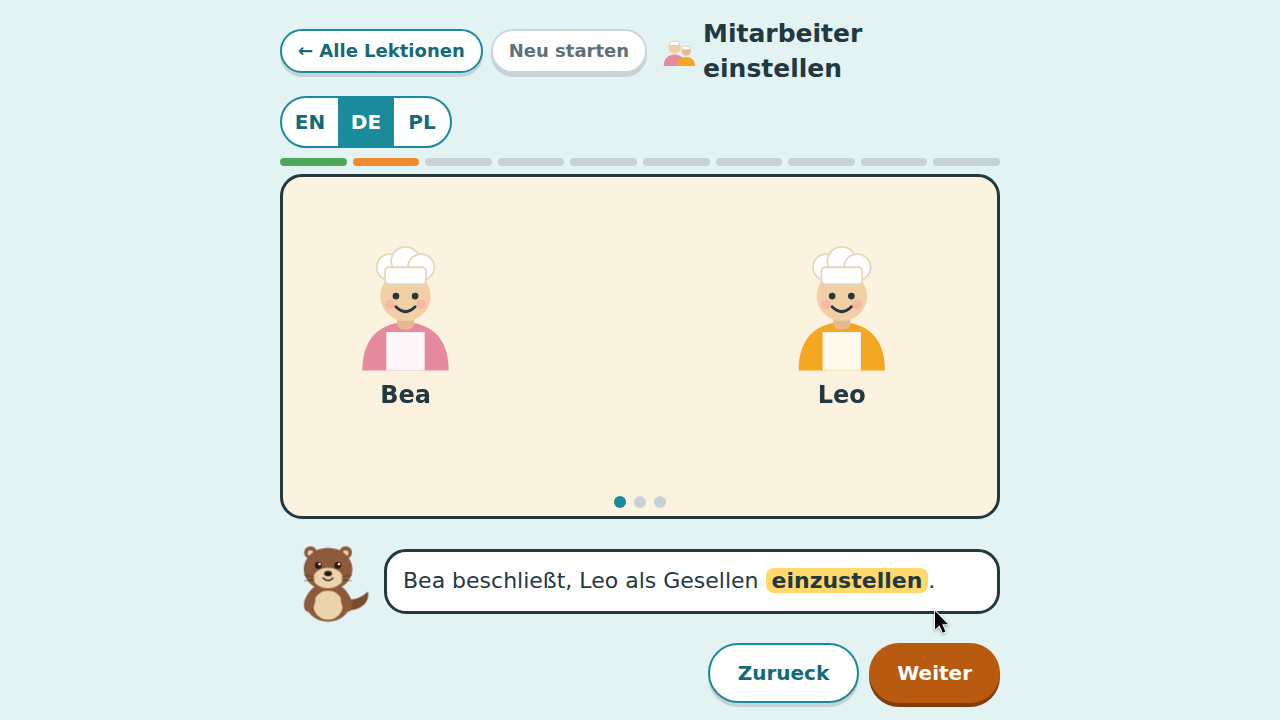 ← Alle Lektionen
Neu starten
Mitarbeiter
einstellen
EN DE PL
Bea
Leo
Bea beschließt, Leo als Gesellen einzustellen.
Zurueck
Weiter